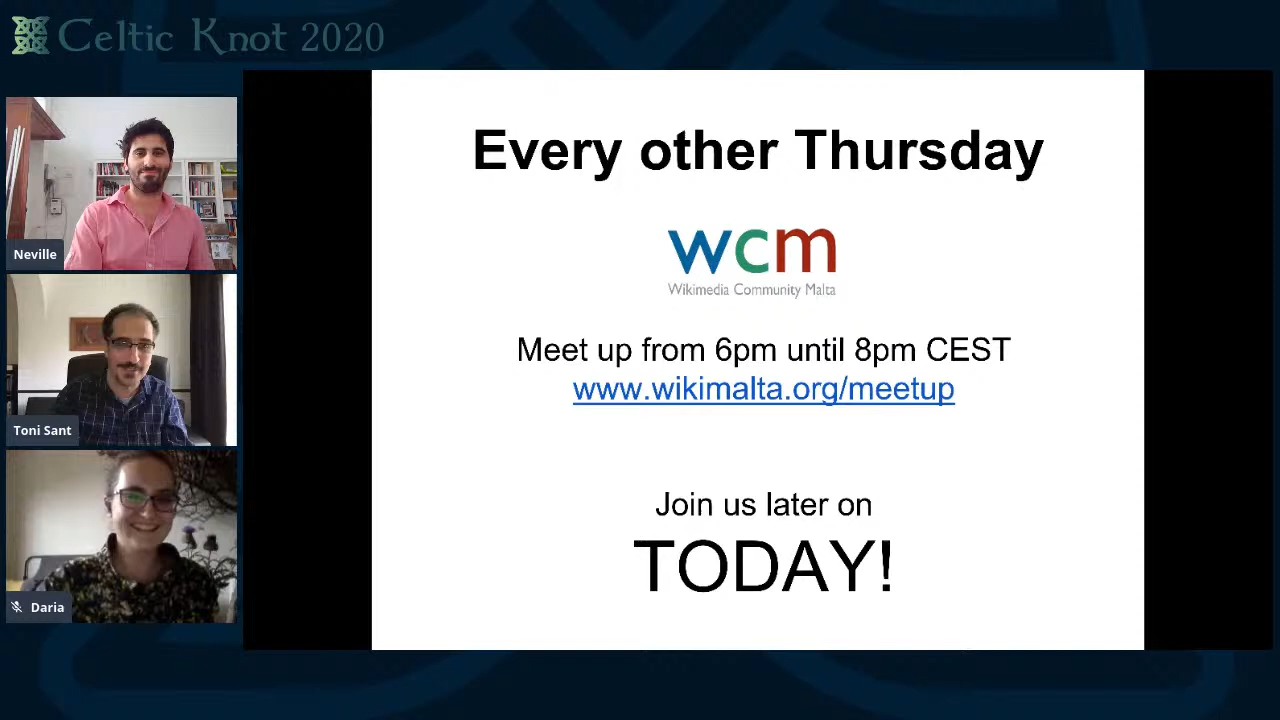 Celtic Knot 2020
Neville
Toni Sant
Daria
Every other Thursday
wcm
Wikimedia Community Malta
Meet up from 6pm until 8pm CEST
www.wikimalta.org/meetup
Join us later on
TODAY!